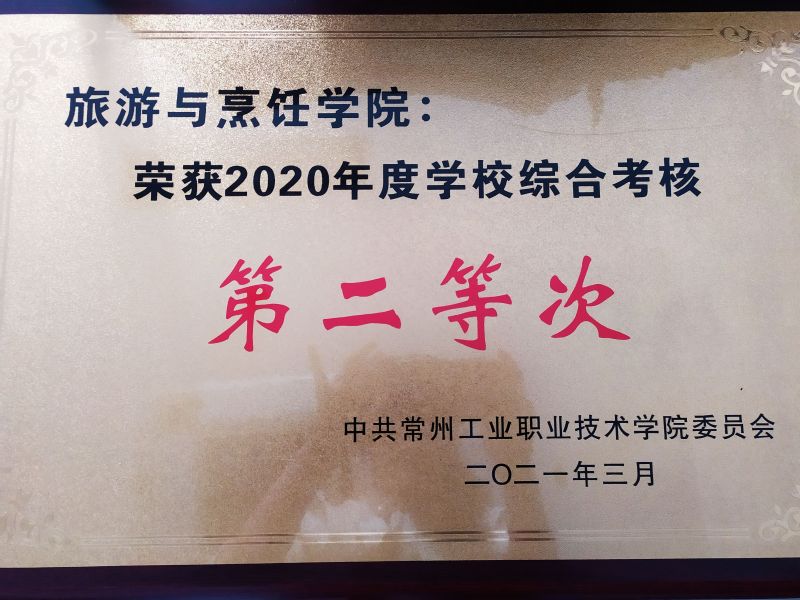 旅游与烹饪学院：
荣获2020年度学校综合考核
第二等次
中共常州工业职业技术学院委员会
二〇二一年三月